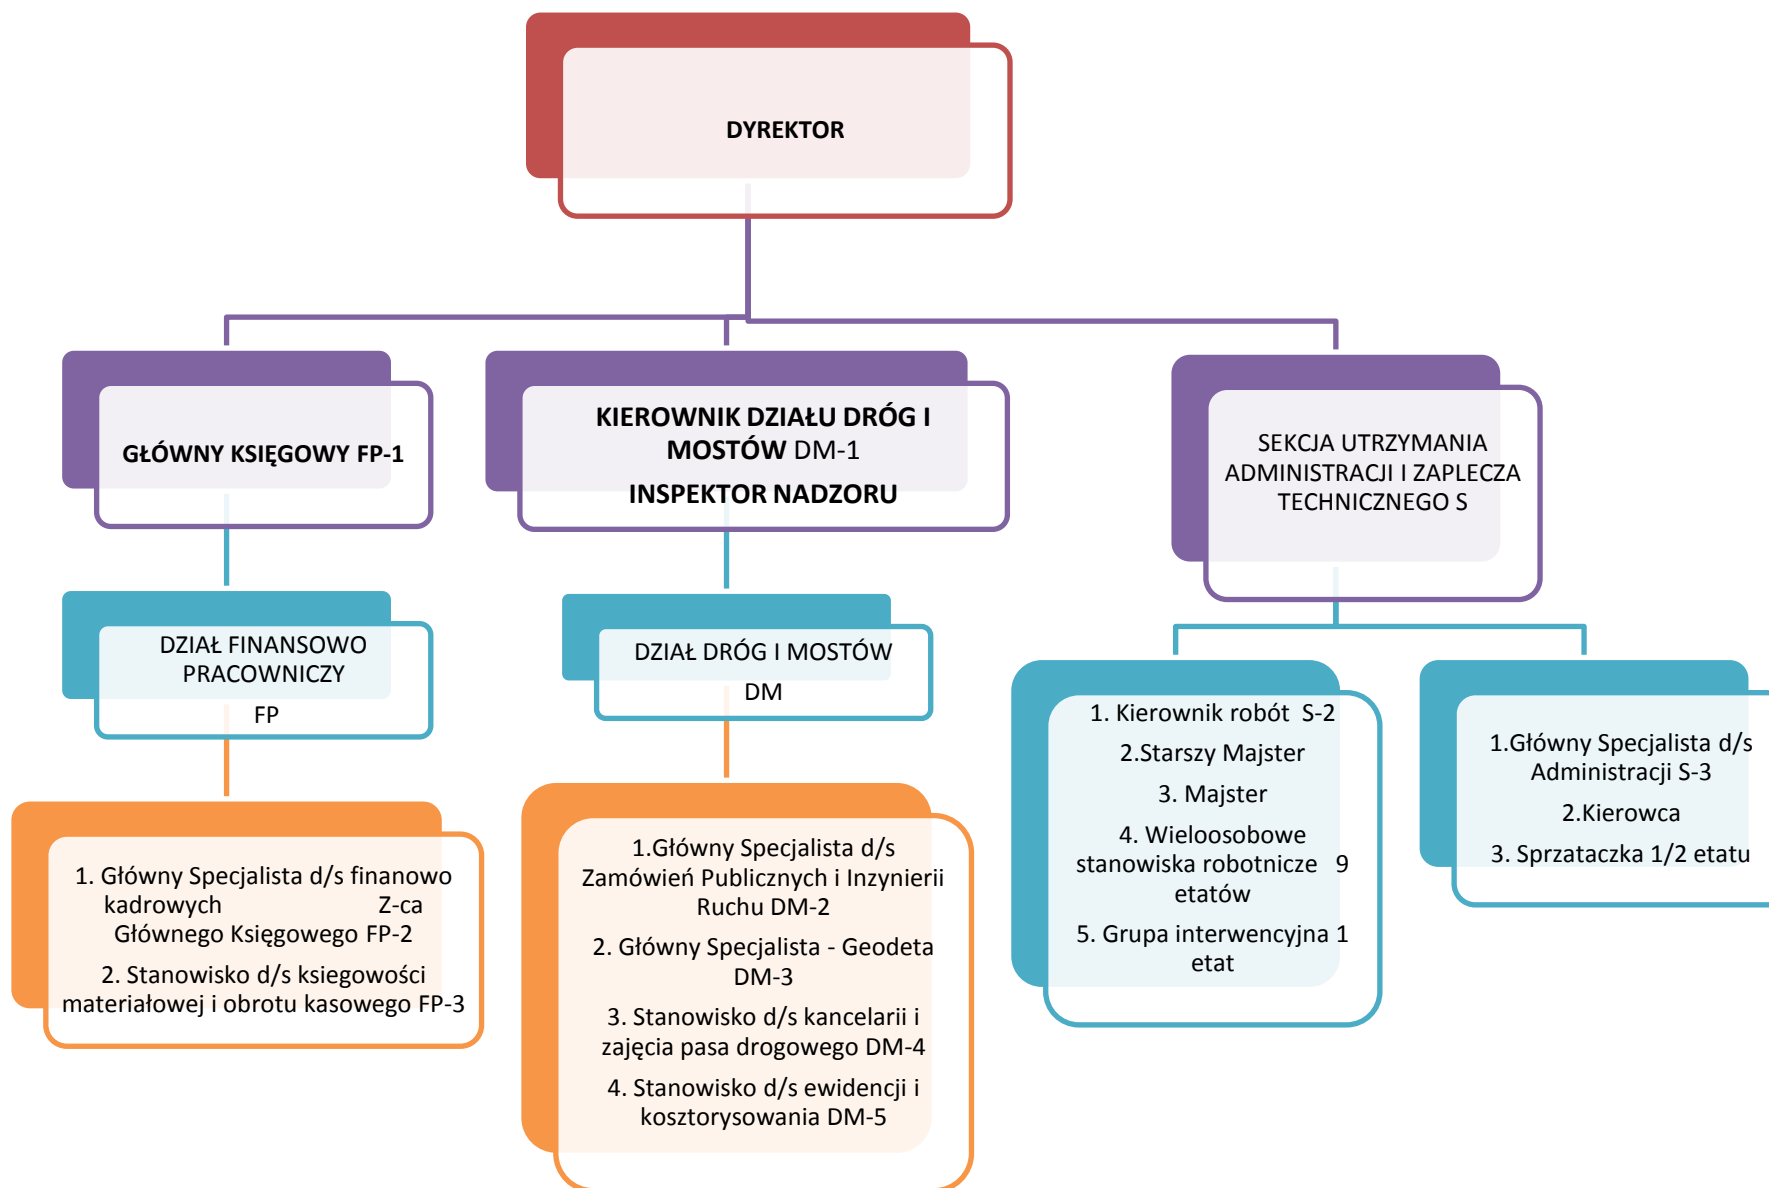 DYREKTOR
GŁÓWNY KSIĘGOWY FP-1
KIEROWNIK DZIAŁU DRÓG I
MOSTÓW DM-1
INSPEKTOR NADZORU
SEKCJA UTRZYMANIA
ADMINISTRACJI I ZAPLECZA
TECHNICZNEGO S
DZIAŁ FINANSOWO
PRACOWNICZY
FP
DZIAŁ DRÓG I MOSTÓW
DM
1. Kierownik robót S-2
2.Starszy Majster
3. Majster
4. Wieloosobowe
stanowiska robotnicze 9
etatów
5. Grupa interwencyjna 1
etat
1.Główny Specjalista d/s
Administracji S-3
2.Kierowca
3. Sprzataczka 1/2 etatu
1. Główny Specjalista d/s finanowo
kadrowych Z-ca
Głównego Księgowego FP-2
2. Stanowisko d/s ksiegowości
materiałowej i obrotu kasowego FP-3
1.Główny Specjalista d/s
Zamówień Publicznych i Inzynierii
Ruchu DM-2
2. Główny Specjalista - Geodeta
DM-3
3. Stanowisko d/s kancelarii i
zajęcia pasa drogowego DM-4
4. Stanowisko d/s ewidencji i
kosztorysowania DM-5